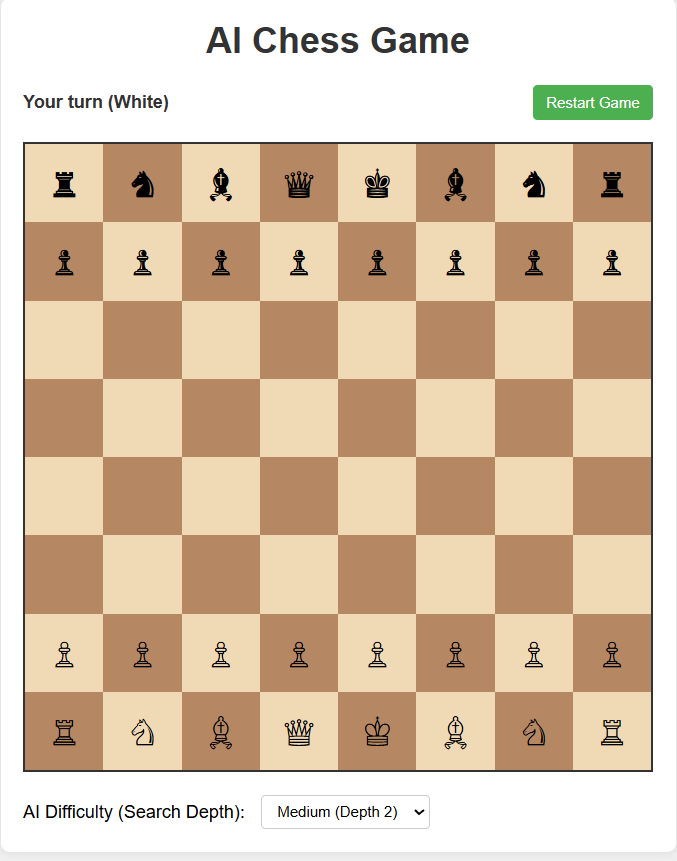 AI Chess Game
Your turn (White)
Restart Game
AI Difficulty (Search Depth):
Medium (Depth 2)